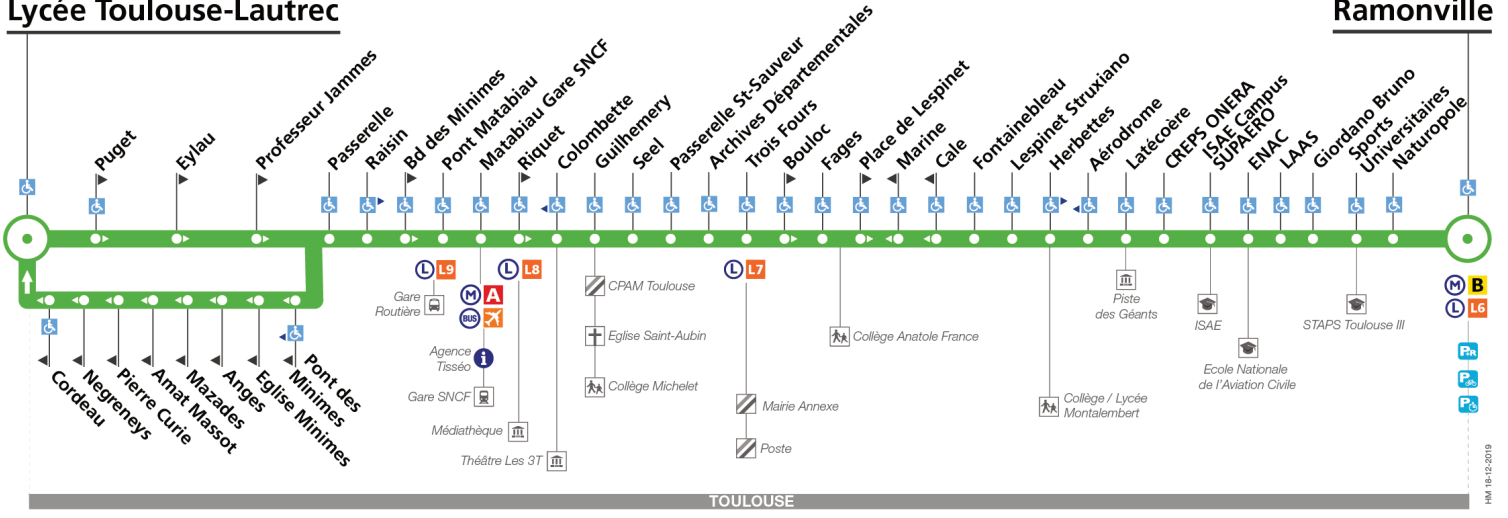 Lycée Toulouse-Lautrec
Ramonville
Puget
Eylau
Professeur Jammes
Passerelle
Raisin
Bd des Minimes
Pont Matabiau
Matabiau Gare SNCF
Riquet
Colombette
Guilhemery
Seel
Passerelle St-Sauveur
Archives Départementales
Trois Fours
Bouloc
Fages
Place de Lespinet
Marine
Cale
Fontainebleau
Lespinet Struxiano
Herbettes
Aérodrome
Latécoère
CREPS ONERA
ISAE Campus
SUPAERO
ENAC
LAAS
Giordano Bruno
Sports
Universitaires
Naturopole
Cordeau
Negreneys
Pierre Curie
Amat Massot
Mazades
Anges
Eglise Minimes
Pont des
Minimes
L L9
Gare
Routière
M A
BUS
Agence
Tisséo
i
Gare SNCF
L L8
Médiathèque
Théâtre Les 3T
CPAM Toulouse
Eglise Saint-Aubin
Collège Michelet
L L7
Mairie Annexe
Poste
Collège Anatole France
Collège / Lycée
Montalembert
Piste
des Géants
ISAE
Ecole Nationale
de l'Aviation Civile
STAPS Toulouse III
M B
L L6
P+R
P
P
HM 18-12-2019
TOULOUSE